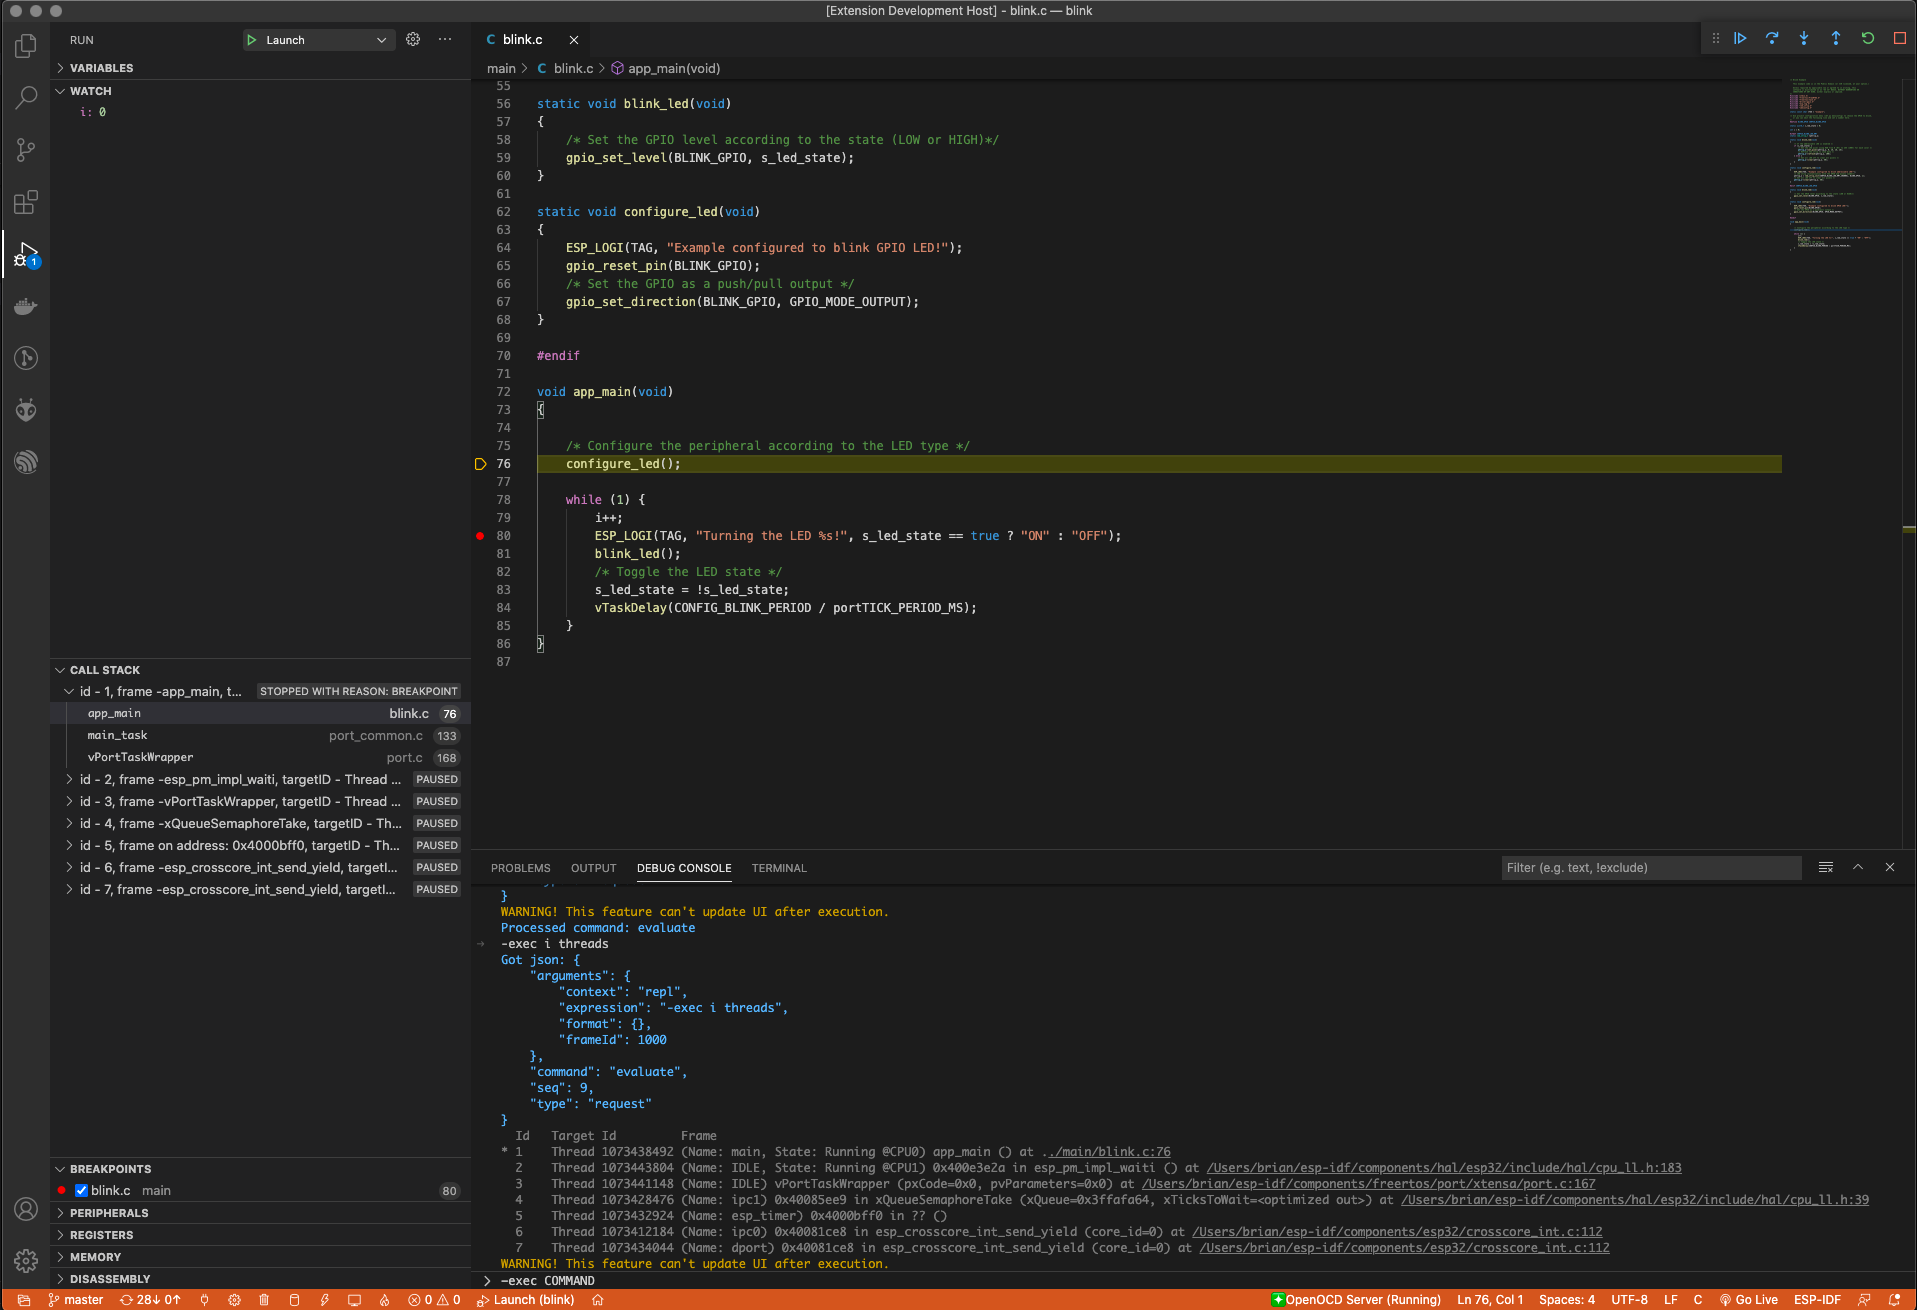 [Extension Development Host] - blink.c — blink
RUN
Launch
VARIABLES
WATCH
i: 0
CALL STACK
id - 1, frame -app_main, t... STOPPED WITH REASON: BREAKPOINT
app_main blink.c 76
main_task port_common.c 133
vPortTaskWrapper port.c 168
id - 2, frame -esp_pm_impl_waiti, targetID - Thread ... PAUSED
id - 3, frame -vPortTaskWrapper, targetID - Thread ... PAUSED
id - 4, frame -xQueueSemaphoreTake, targetID - Th... PAUSED
id - 5, frame on address: 0x4000bff0, targetID - Th... PAUSED
id - 6, frame -esp_crosscore_int_send_yield, targetI... PAUSED
id - 7, frame -esp_crosscore_int_send_yield, targetI... PAUSED
BREAKPOINTS
blink.c main 80
PERIPHERALS
REGISTERS
MEMORY
DISASSEMBLY
1
C blink.c
main > C blink.c > app_main(void)
55
56 static void blink_led(void)
57 {
58 /* Set the GPIO level according to the state (LOW or HIGH)*/
59 gpio_set_level(BLINK_GPIO, s_led_state);
60 }
61
62 static void configure_led(void)
63 {
64 ESP_LOGI(TAG, "Example configured to blink GPIO LED!");
65 gpio_reset_pin(BLINK_GPIO);
66 /* Set the GPIO as a push/pull output */
67 gpio_set_direction(BLINK_GPIO, GPIO_MODE_OUTPUT);
68 }
69
70 #endif
71
72 void app_main(void)
73 {
74
75 /* Configure the peripheral according to the LED type */
76 configure_led();
77
78 while (1) {
79 i++;
80 ESP_LOGI(TAG, "Turning the LED %s!", s_led_state == true ? "ON" : "OFF");
81 blink_led();
82 /* Toggle the LED state */
83 s_led_state = !s_led_state;
84 vTaskDelay(CONFIG_BLINK_PERIOD / portTICK_PERIOD_MS);
85 }
86 }
87
PROBLEMS OUTPUT DEBUG CONSOLE TERMINAL
Filter (e.g. text, !exclude)
}
WARNING! This feature can't update UI after execution.
Processed command: evaluate
-exec i threads
Got json: {
"arguments": {
"context": "repl",
"expression": "-exec i threads",
"format": {},
"frameId": 1000
},
"command": "evaluate",
"seq": 9,
"type": "request"
}
Id Target Id Frame
* 1 Thread 1073438492 (Name: main, State: Running @CPU0) app_main () at ../main/blink.c:76
2 Thread 1073443804 (Name: IDLE, State: Running @CPU1) 0x400e3e2a in esp_pm_impl_waiti () at /Users/brian/esp-idf/components/hal/esp32/include/hal/cpu_ll.h:183
3 Thread 1073441148 (Name: IDLE) vPortTaskWrapper (pxCode=0x0, pvParameters=0x0) at /Users/brian/esp-idf/components/freertos/port/xtensa/port.c:167
4 Thread 1073428476 (Name: ipc1) 0x40085ee9 in xQueueSemaphoreTake (xQueue=0x3ffafa64, xTicksToWait=<optimized out>) at /Users/brian/esp-idf/components/hal/esp32/include/hal/cpu_ll.h:39
5 Thread 1073432924 (Name: esp_timer) 0x4000bff0 in ?? ()
6 Thread 1073412184 (Name: ipc0) 0x40081ce8 in esp_crosscore_int_send_yield (core_id=0) at /Users/brian/esp-idf/components/esp32/crosscore_int.c:112
7 Thread 1073434044 (Name: dport) 0x40081ce8 in esp_crosscore_int_send_yield (core_id=0) at /Users/brian/esp-idf/components/esp32/crosscore_int.c:112
WARNING! This feature can't update UI after execution.
> -exec COMMAND
master 28↓ 0↑ 0 0 Launch (blink) OpenOCD Server (Running) Ln 76, Col 1 Spaces: 4 UTF-8 LF C Go Live ESP-IDF